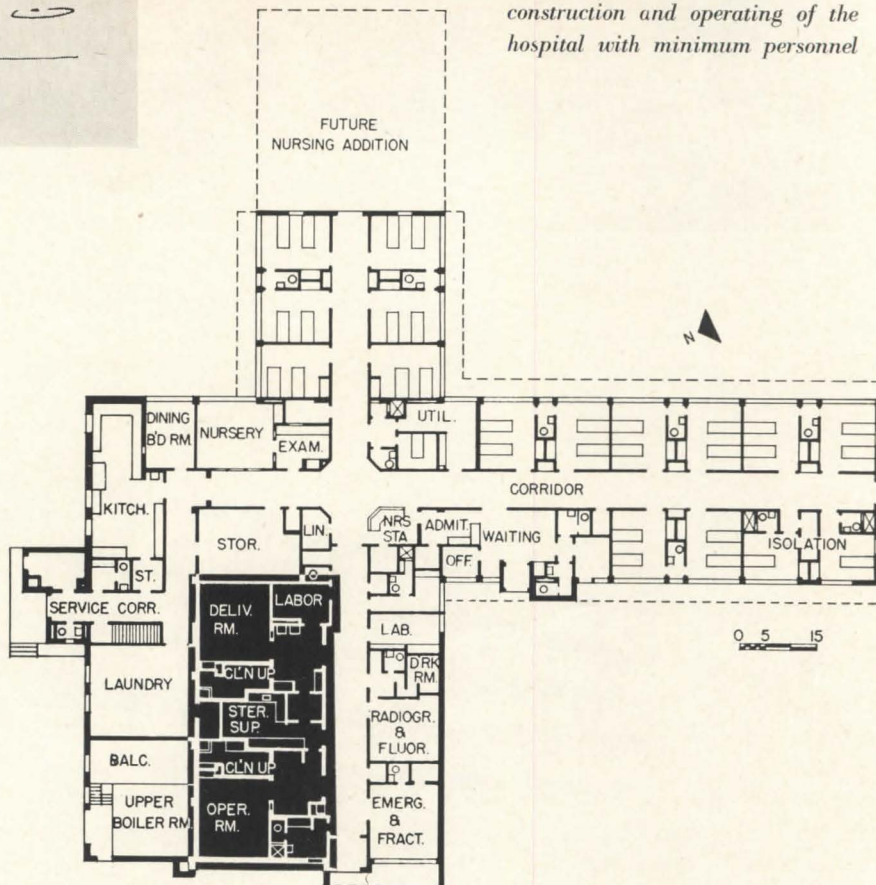 construction and operating of the
hospital with minimum personnel
FUTURE
NURSING ADDITION
N
DINING
B'D RM.
NURSERY
EXAM.
UTIL.
KITCH.
CORRIDOR
STOR.
LIN.
NRS
STA
ADMIT.
WAITING
OFF.
ISOLATION
ST.
SERVICE CORR.
DELIV.
RM.
LABOR
LAB.
0 5 15
LAUNDRY
CL'N UP
STER.
SUP.
DRK
RM.
RADIOGR.
&
FLUOR.
BALC.
CL'N UP
UPPER
BOILER RM.
OPER.
RM.
EMERG.
&
FRACT.